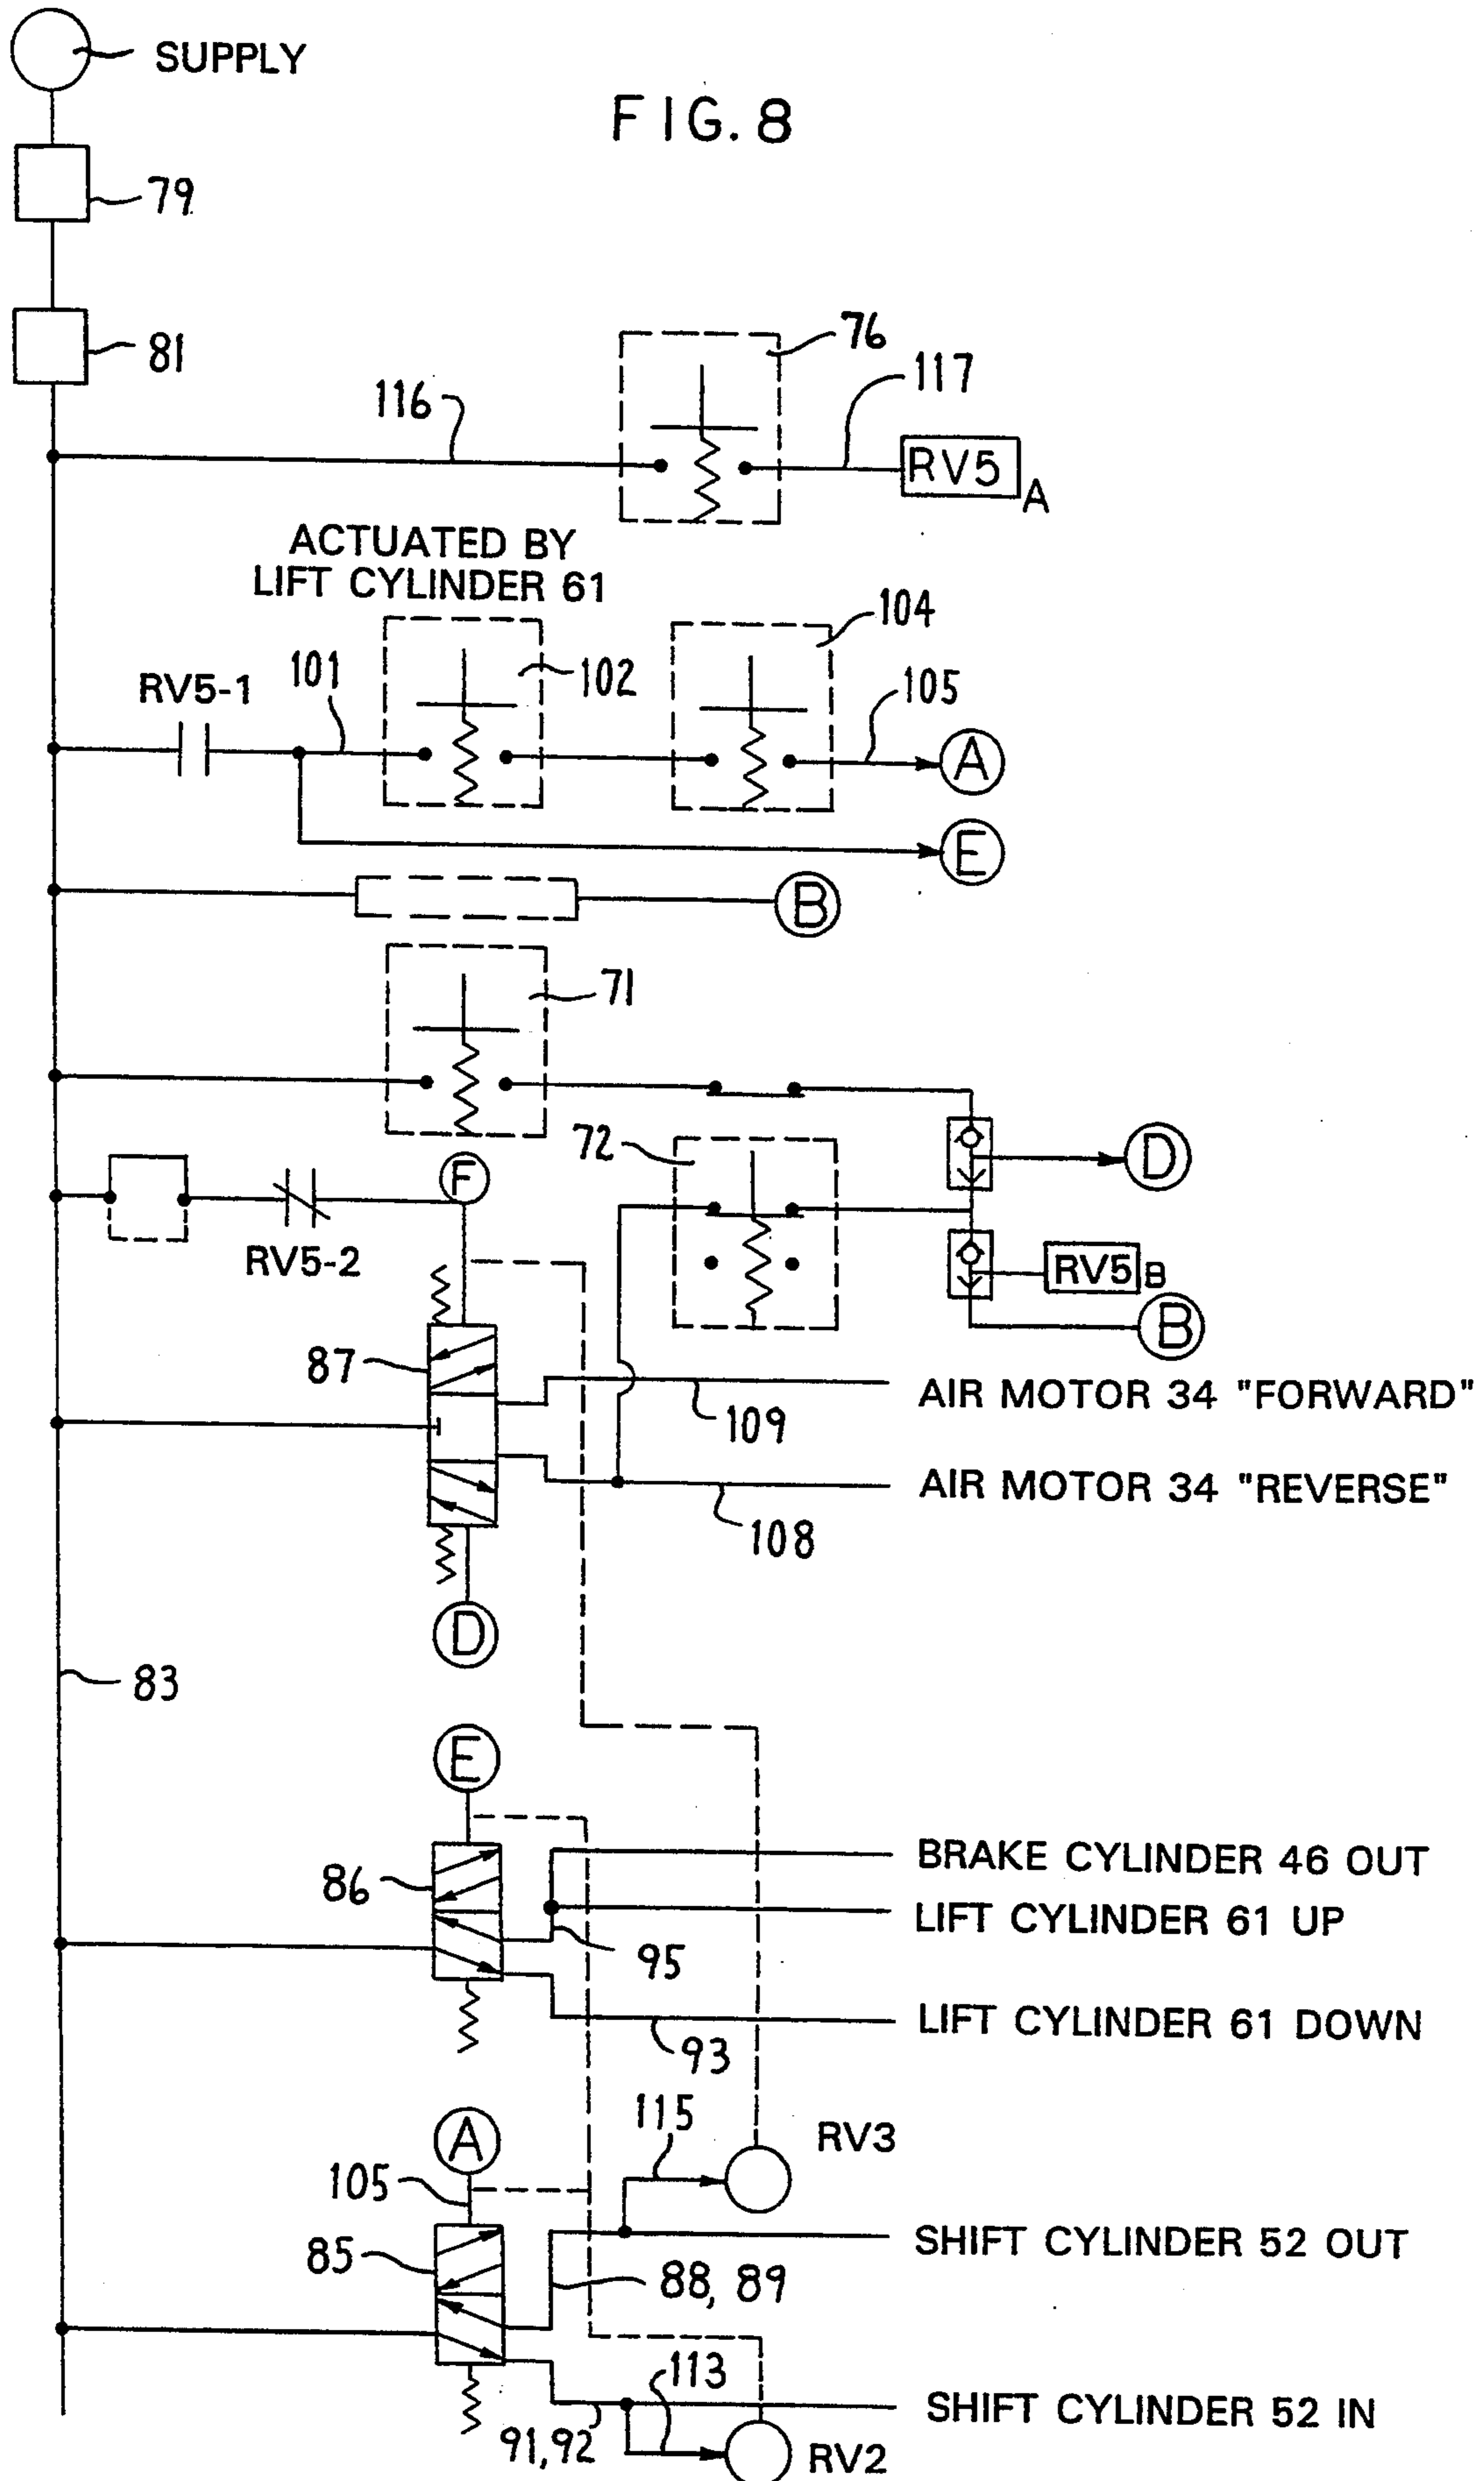 SUPPLY
FIG. 8
79
81
76
116
117
RV5
A
ACTUATED BY
LIFT CYLINDER 61
104
RV5-1
101
102
105
A
E
B
71
72
D
F
RV5-2
RV5
B
B
87
AIR MOTOR 34 "FORWARD"
109
AIR MOTOR 34 "REVERSE"
108
D
83
E
86
BRAKE CYLINDER 46 OUT
LIFT CYLINDER 61 UP
95
LIFT CYLINDER 61 DOWN
93
115
A
RV3
105
85
SHIFT CYLINDER 52 OUT
88, 89
113
SHIFT CYLINDER 52 IN
91, 92
RV2